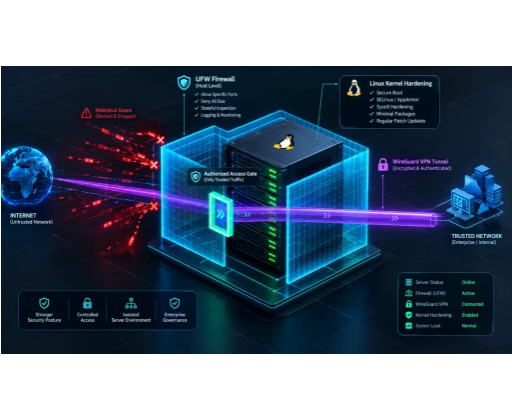 UFW Firewall
(Host Level)
✓ Allow Specific Ports
✓ Deny All Else
✓ Stateful Inspection
✓ Logging & Monitoring
Linux Kernel Hardening
✓ Secure Boot
✓ SELinux / AppArmor
✓ Sysctl Hardening
✓ Minimal Packages
✓ Regular Patch Updates
Malicious Scans
(Blocked & Dropped)
Authorized Access Gate
(Only Trusted Traffic)
WireGuard VPN Tunnel
(Encrypted & Authenticated)
INTERNET
(Untrusted Network)
TRUSTED NETWORK
(Enterprise / Internal)
Stronger
Security Posture
Controlled
Access
Isolated
Server Environment
Enterprise
Governance
Server Status Online
Firewall (UFW) Active
WireGuard VPN Connected
Kernel Hardening Enabled
System Load Normal